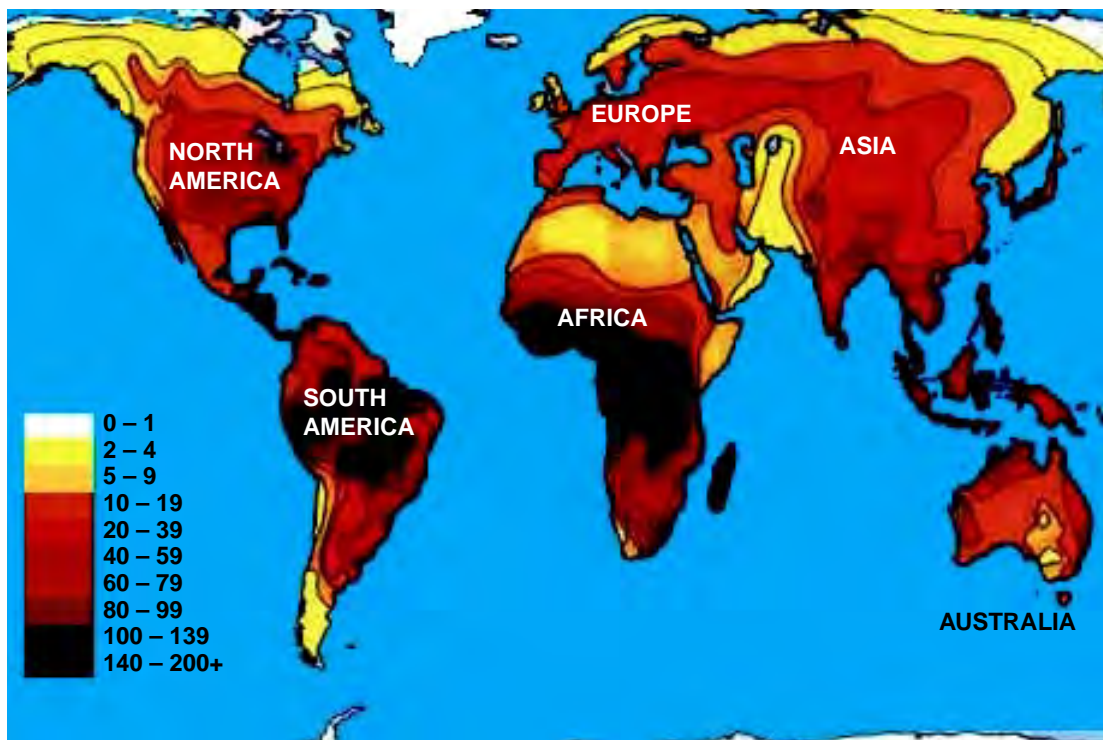 EUROPE
ASIA
NORTH
AMERICA
AFRICA
SOUTH
AMERICA
0 – 1
2 – 4
5 – 9
10 – 19
20 – 39
40 – 59
60 – 79
80 – 99
100 – 139
140 – 200+
AUSTRALIA